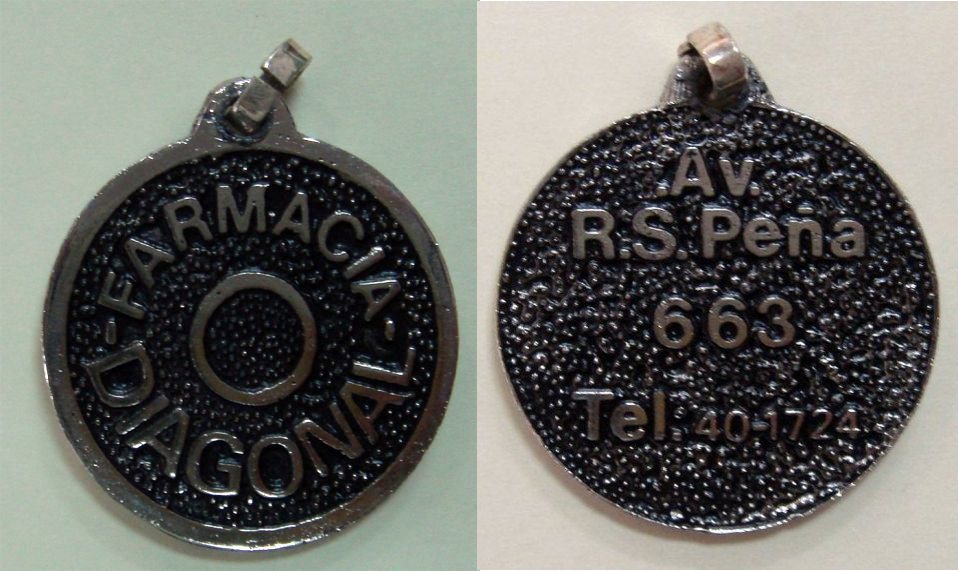 -FARMACIA-
DIAGONAL
Av.
R.S. Peña
663
Tel: 40-1724